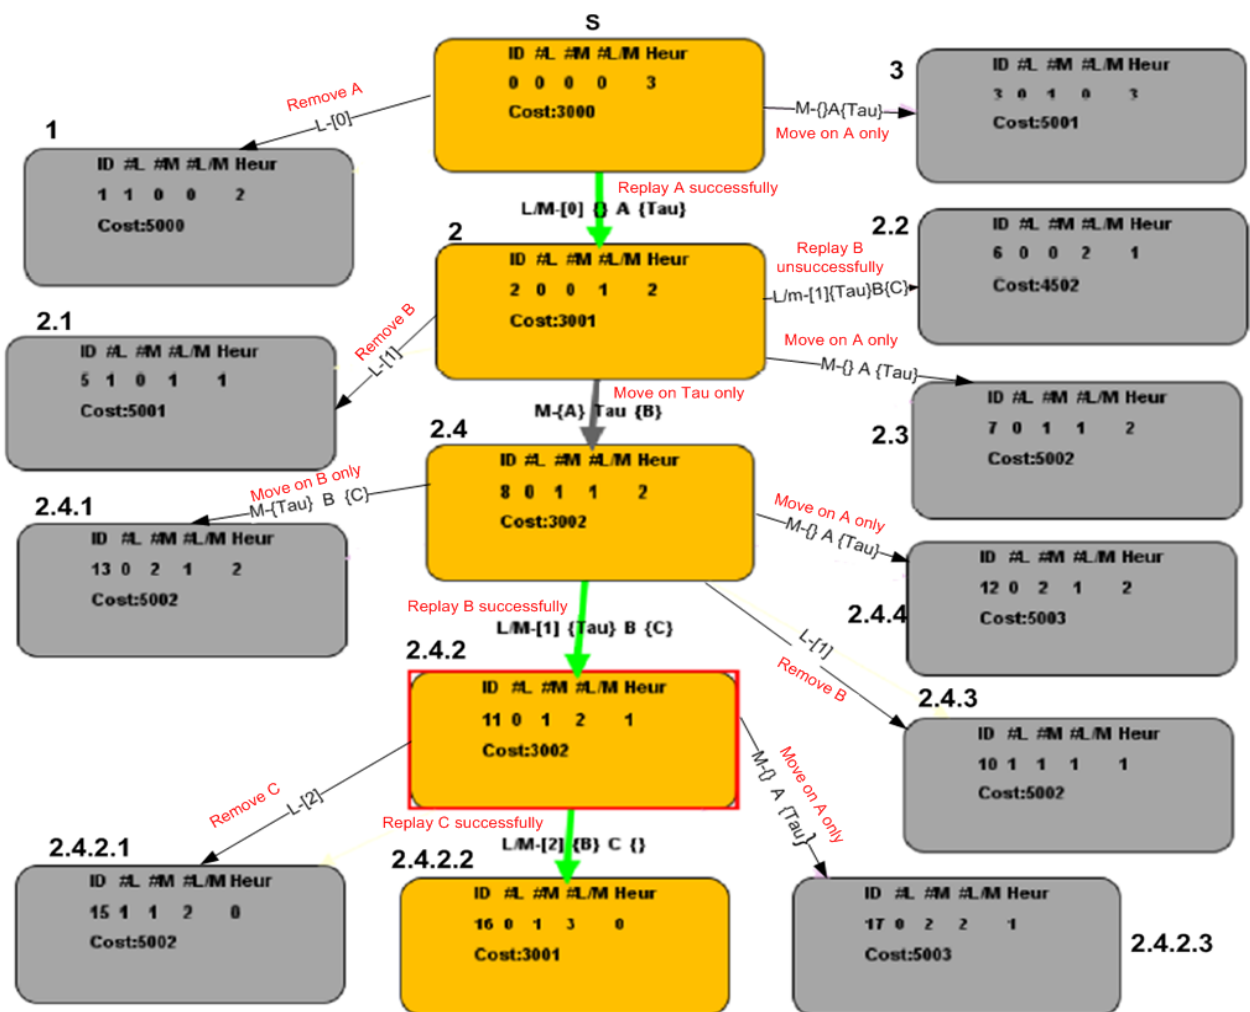 S
ID #L #M #L/M Heur
0 0 0 0 3
Cost:3000
3
ID #L #M #L/M Heur
3 0 1 0 3
Cost:5001
Remove A
L-[0]
M-{}A{Tau}
Move on A only
1
ID #L #M #L/M Heur
1 1 0 0 2
Cost:5000
Replay A successfully
L/M-[0] {} A {Tau}
2
ID #L #M #L/M Heur
2 0 0 1 2
Cost:3001
2.2
ID #L #M #L/M Heur
6 0 0 2 1
Cost:4502
Replay B
unsuccessfully
L/m-[1]{Tau}B{C}
2.1
ID #L #M #L/M Heur
5 1 0 1 1
Cost:5001
Remove B
L-[1]
Move on A only
M-{} A {Tau}
2.3
ID #L #M #L/M Heur
7 0 1 1 2
Cost:5002
Move on Tau only
M-{A} Tau {B}
2.4
ID #L #M #L/M Heur
8 0 1 1 2
Cost:3002
Move on B only
M-{Tau} B {C}
2.4.1
ID #L #M #L/M Heur
13 0 2 1 2
Cost:5002
Move on A only
M-{} A {Tau}
2.4.4
ID #L #M #L/M Heur
12 0 2 1 2
Cost:5003
Replay B successfully
L/M-[1] {Tau} B {C}
L-[1]
Remove B
2.4.2
ID #L #M #L/M Heur
11 0 1 2 1
Cost:3002
2.4.3
ID #L #M #L/M Heur
10 1 1 1 1
Cost:5002
Remove C
L-[2]
Replay C successfully
L/M-[2] {B} C {}
Move on A only
M-{} A {Tau}
2.4.2.1
ID #L #M #L/M Heur
15 1 1 2 0
Cost:5002
2.4.2.2
ID #L #M #L/M Heur
16 0 1 3 0
Cost:3001
ID #L #M #L/M Heur
17 0 2 2 1
Cost:5003
2.4.2.3